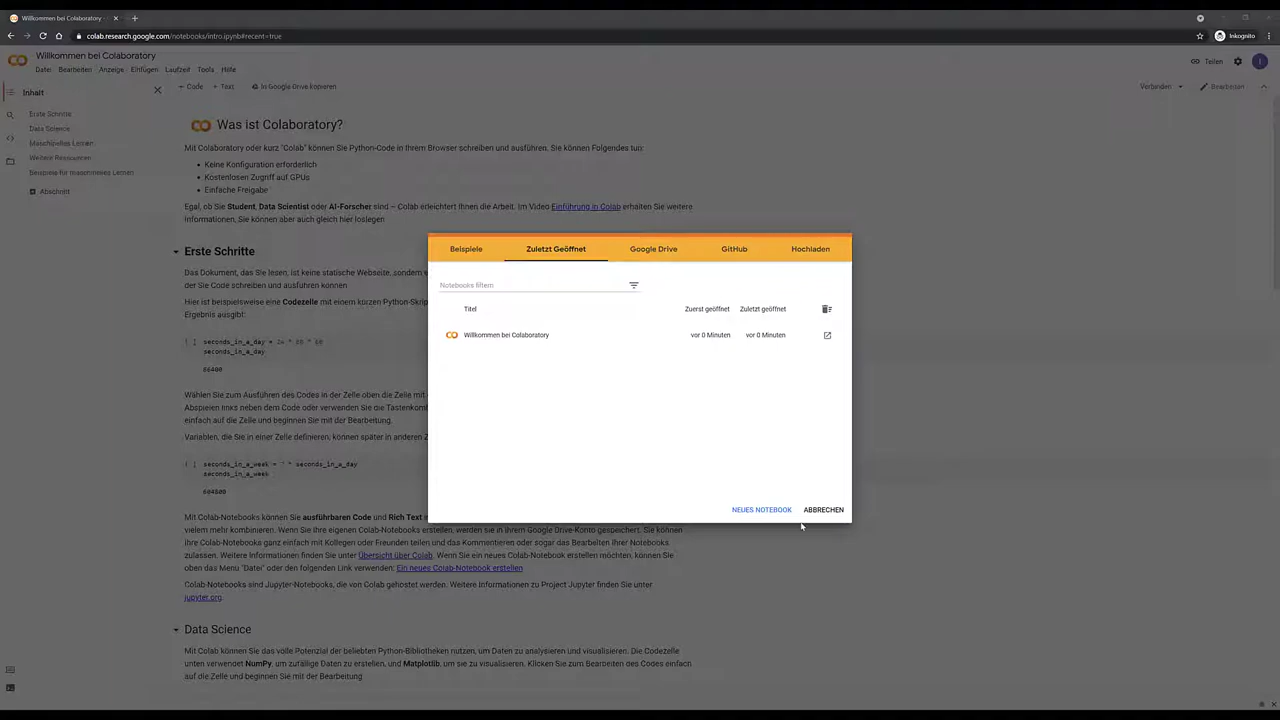 Willkommen bei Colaboratory
colab.research.google.com/notebooks/intro.ipynb#recent=true
Inkognito
Willkommen bei Colaboratory
Datei Bearbeiten Anzeige Einfügen Laufzeit Tools Hilfe
Teilen
Inhalt
+ Code + Text In Google Drive kopieren
Verbinden Bearbeiten
Erste Schritte
Data Science
Maschinelles Lernen
Weitere Ressourcen
Beispiele für maschinelles Lernen
Abschnitt
Was ist Colaboratory?
Mit Colaboratory oder kurz "Colab" können Sie Python-Code in Ihrem Browser schreiben und ausführen. Sie können Folgendes tun:
Keine Konfiguration erforderlich
Kostenlosen Zugriff auf GPUs
Einfache Freigabe
Egal, ob Sie Student, Data Scientist oder AI-Forscher sind – Colab erleichtert Ihnen die Arbeit. Im Video Einführung in Colab erhalten Sie weitere
Informationen, Sie können aber auch gleich hier loslegen
Erste Schritte
Das Dokument, das Sie lesen, ist keine statische Webseite, sondern
der Sie Code schreiben und ausführen können
Hier ist beispielsweise eine Codezelle mit einem kurzen Python-Skrip
Ergebnis ausgibt:
[ ] seconds_in_a_day = 24 * 60 * 60
seconds_in_a_day
86400
Wählen Sie zum Ausführen des Codes in der Zelle oben die Zelle mit
Abspielen links neben dem Code oder verwenden Sie die Tastenkom
einfach auf die Zelle und beginnen Sie mit der Bearbeitung.
Variablen, die Sie in einer Zelle definieren, können später in anderen Z
[ ] seconds_in_a_week = 7 * seconds_in_a_day
seconds_in_a_week
604800
Mit Colab-Notebooks können Sie ausführbaren Code und Rich Text
vielem mehr kombinieren. Wenn Sie Ihre eigenen Colab-Notebooks erstellen, werden sie in Ihrem Google Drive-Konto gespeichert. Sie können
Ihre Colab-Notebooks ganz einfach mit Kollegen oder Freunden teilen und das Kommentieren oder sogar das Bearbeiten Ihrer Notebooks
zulassen. Weitere Informationen finden Sie unter Übersicht über Colab. Wenn Sie ein neues Colab-Notebook erstellen möchten, können Sie
oben das Menü "Datei" oder den folgenden Link verwenden: Ein neues Colab-Notebook erstellen.
Colab-Notebooks sind Jupyter-Notebooks, die von Colab gehostet werden. Weitere Informationen zu Project Jupyter finden Sie unter
jupyter.org.
Data Science
Mit Colab können Sie das volle Potenzial der beliebten Python-Bibliotheken nutzen, um Daten zu analysieren und visualisieren. Die Codezelle
unten verwendet NumPy, um zufällige Daten zu erstellen, und Matplotlib, um sie zu visualisieren. Klicken Sie zum Bearbeiten des Codes einfach
auf die Zelle und beginnen Sie mit der Bearbeitung
Beispiele Zuletzt Geöffnet Google Drive GitHub Hochladen
Notebooks filtern
Titel Zuerst geöffnet Zuletzt geöffnet
Willkommen bei Colaboratory vor 0 Minuten vor 0 Minuten
NEUES NOTEBOOK ABBRECHEN